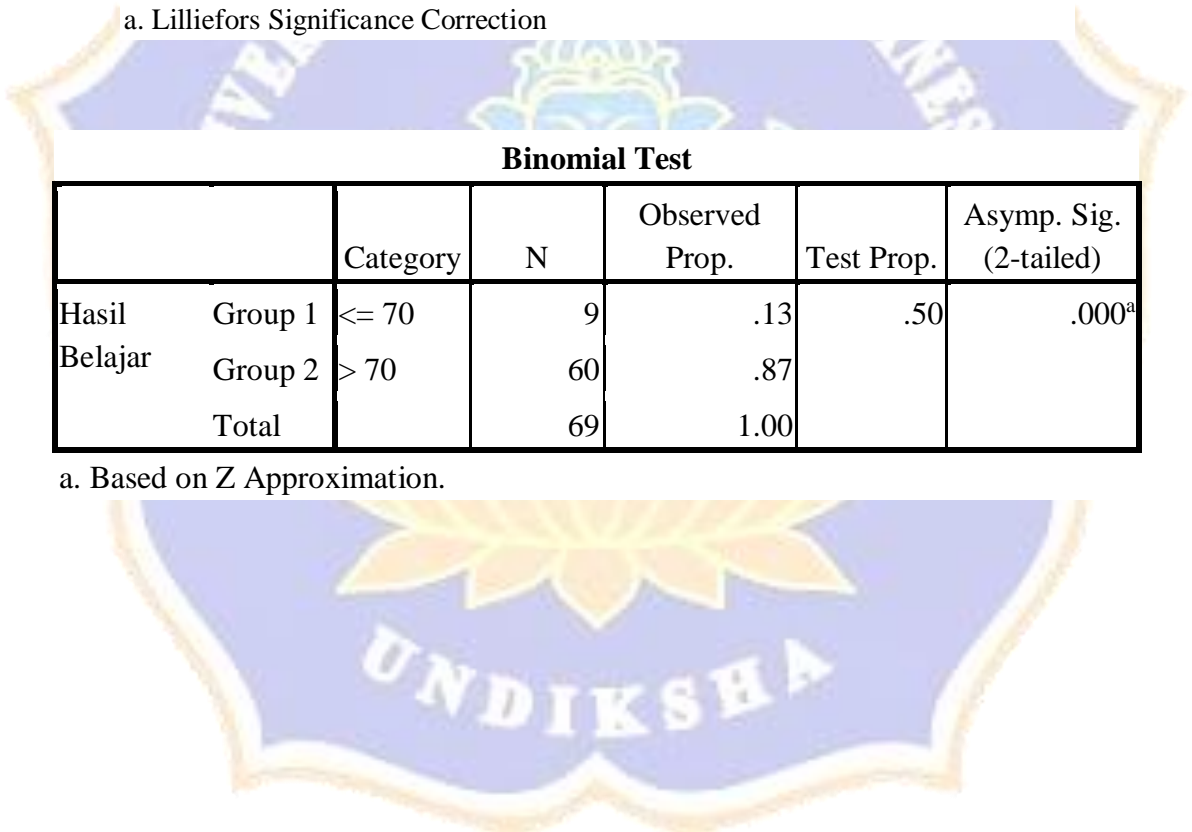 a. Lilliefors Significance Correction
Binomial Test
Category N Observed Prop. Test Prop. Asymp. Sig. (2-tailed)
Hasil Belajar Group 1 <= 70 9 .13 .50 .000a
Group 2 > 70 60 .87
Total 69 1.00
a. Based on Z Approximation.
UNDIKSHA